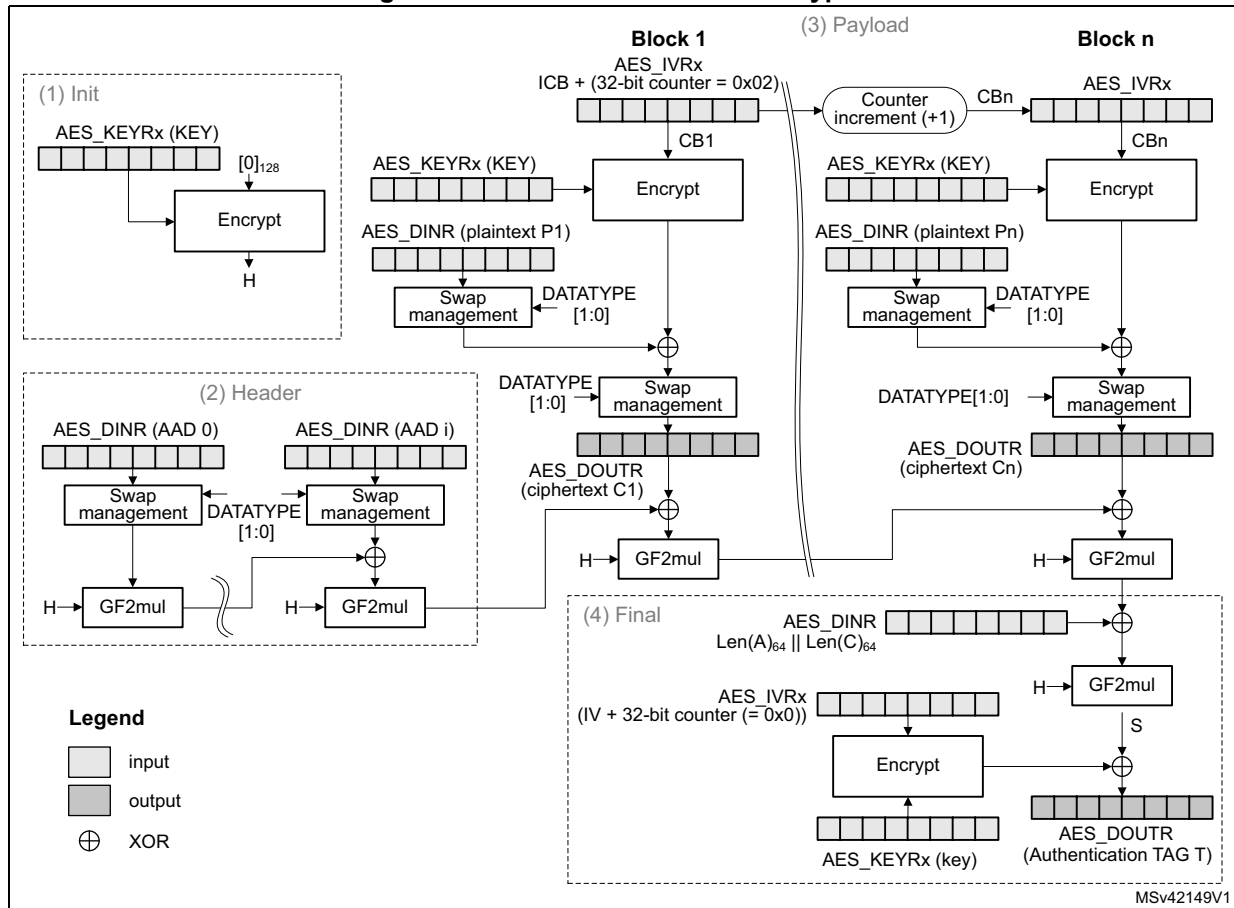 (3) Payload
Block 1
Block n
AES_IVRx
ICB + (32-bit counter = 0x02)
Counter
increment (+1)
CBn
AES_IVRx
CB1
CBn
AES_KEYRx (KEY)
Encrypt
AES_KEYRx (KEY)
Encrypt
AES_DINR (plaintext P1)
AES_DINR (plaintext Pn)
Swap
management
DATATYPE
[1:0]
Swap
management
DATATYPE
[1:0]
DATATYPE
[1:0]
Swap
management
DATATYPE[1:0]
Swap
management
AES_DOUTR
(ciphertext C1)
AES_DOUTR
(ciphertext Cn)
H
GF2mul
H
GF2mul
(1) Init
AES_KEYRx (KEY)
[0]128
Encrypt
H
(2) Header
AES_DINR (AAD 0)
AES_DINR (AAD i)
Swap
management
DATATYPE
[1:0]
Swap
management
H
GF2mul
H
GF2mul
(4) Final
AES_DINR
Len(A)64 || Len(C)64
H
GF2mul
AES_IVRx
(IV + 32-bit counter (= 0x0))
S
Encrypt
AES_KEYRx (key)
AES_DOUTR
(Authentication TAG T)
Legend
input
output
XOR
MSv42149V1